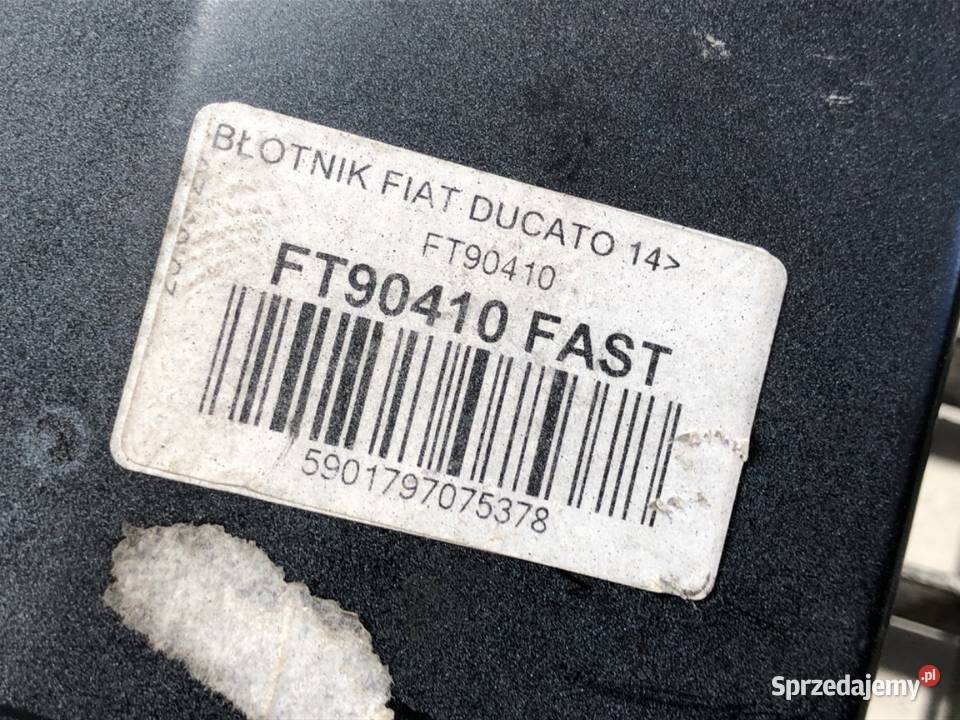 BŁOTNIK FIAT DUCATO 14>
FT90410
FT90410 FAST
5901797075378
Sprzedajemy.pl